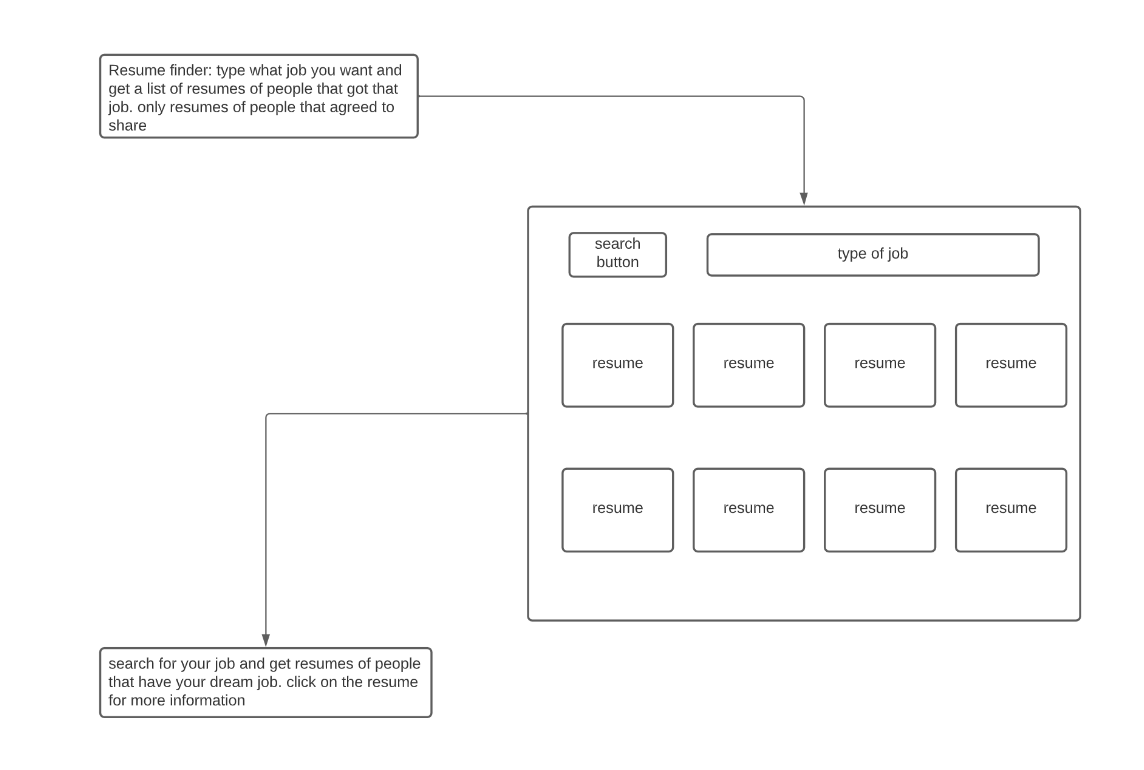 Resume finder: type what job you want and
get a list of resumes of people that got that
job. only resumes of people that agreed to
share
search
button
type of job
resume
resume
resume
resume
resume
resume
resume
resume
search for your job and get resumes of people
that have your dream job. click on the resume
for more information